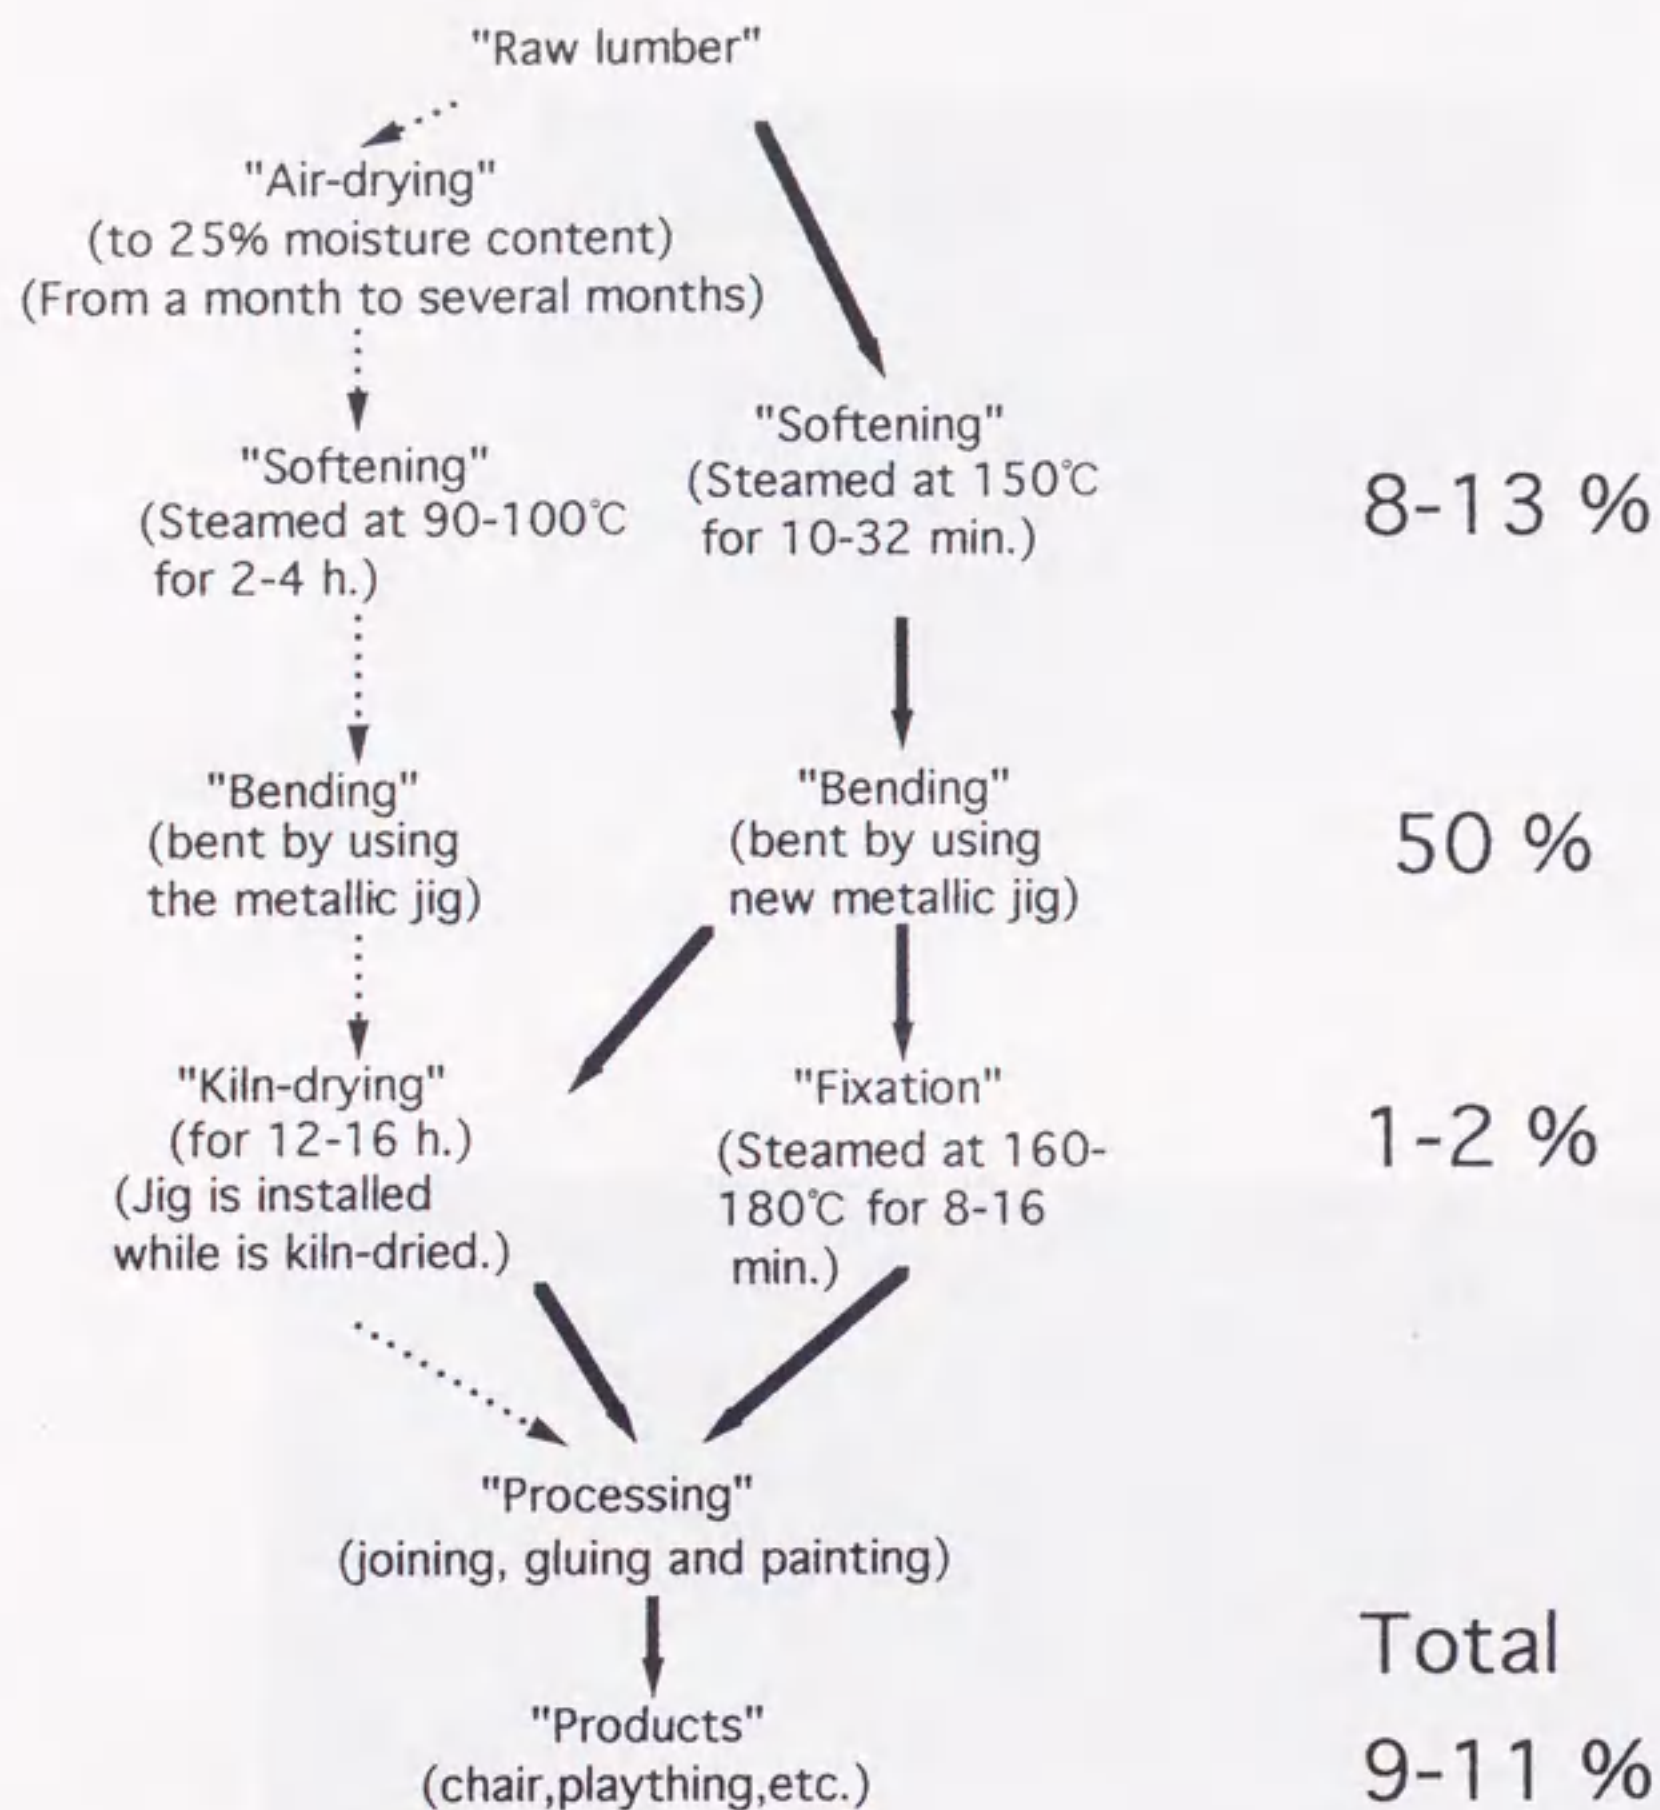 "Raw lumber"
"Air-drying"
(to 25% moisture content)
(From a month to several months)
"Softening"
(Steamed at 90-100℃
for 2-4 h.)
"Softening"
(Steamed at 150℃
for 10-32 min.)
8-13 %
"Bending"
(bent by using
the metallic jig)
"Bending"
(bent by using
new metallic jig)
50 %
"Kiln-drying"
(for 12-16 h.)
(Jig is installed
while is kiln-dried.)
"Fixation"
(Steamed at 160-
180℃ for 8-16
min.)
1-2 %
"Processing"
(joining, gluing and painting)
"Products"
(chair,plaything,etc.)
Total
9-11 %